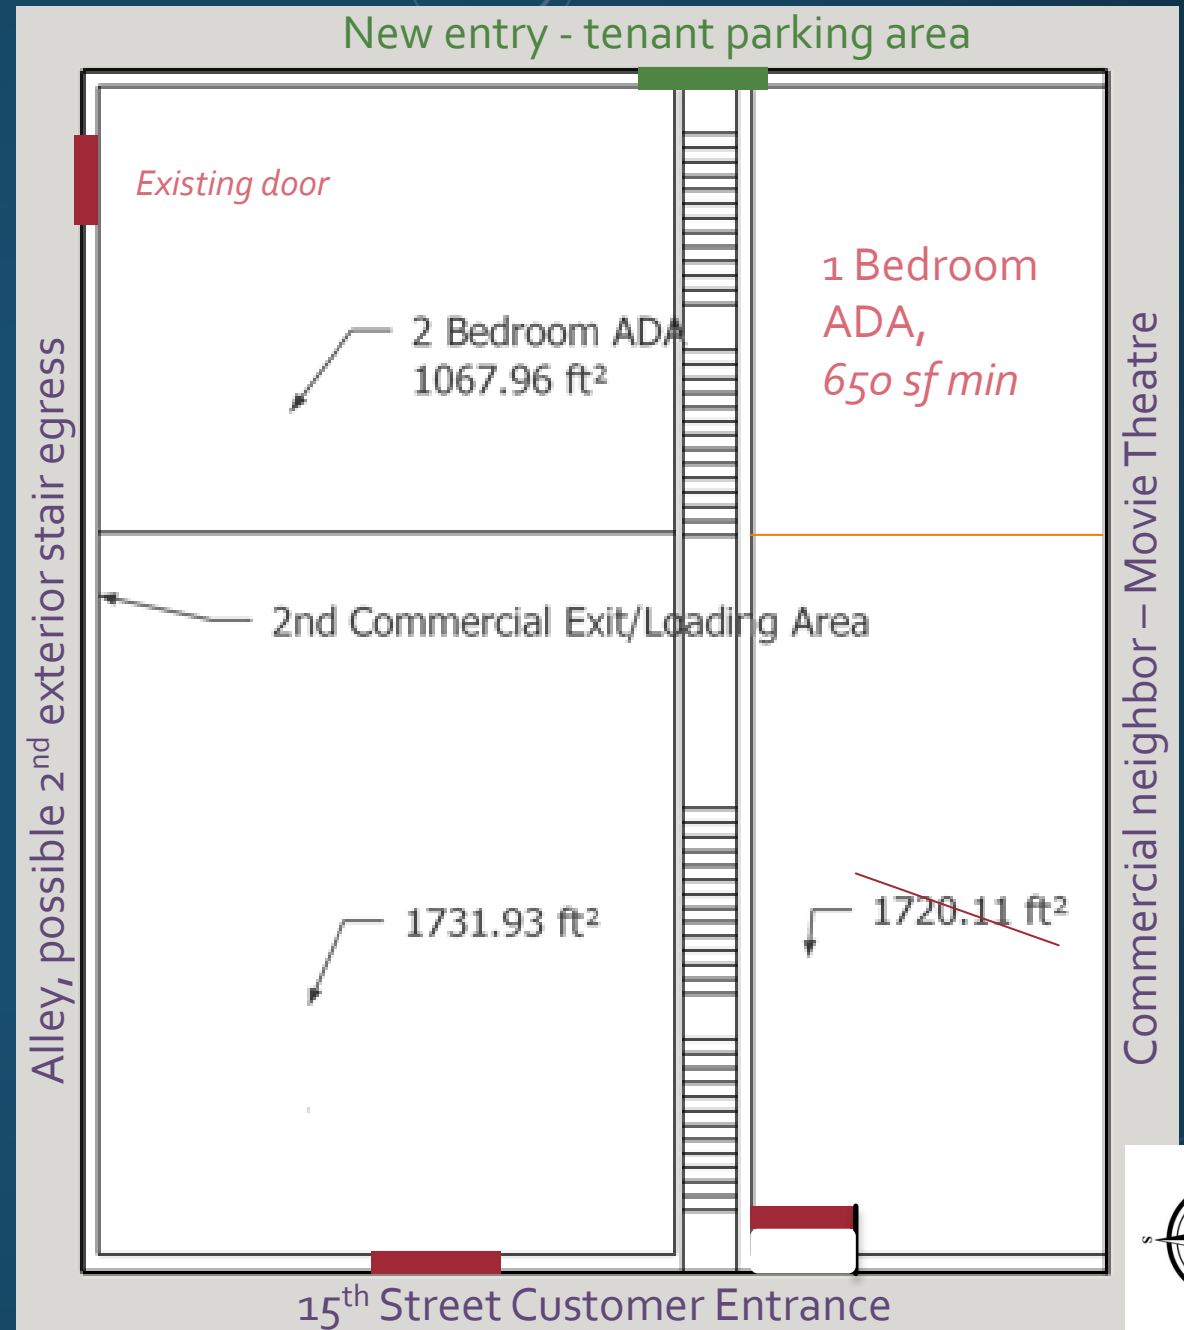 New entry - tenant parking area
Existing door
1 Bedroom
ADA,
650 sf min
2 Bedroom ADA
1067.96 ft²
Alley, possible 2nd exterior stair egress
Commercial neighbor – Movie Theatre
2nd Commercial Exit/Loading Area
1731.93 ft²
1720.11 ft²
S
15th Street Customer Entrance